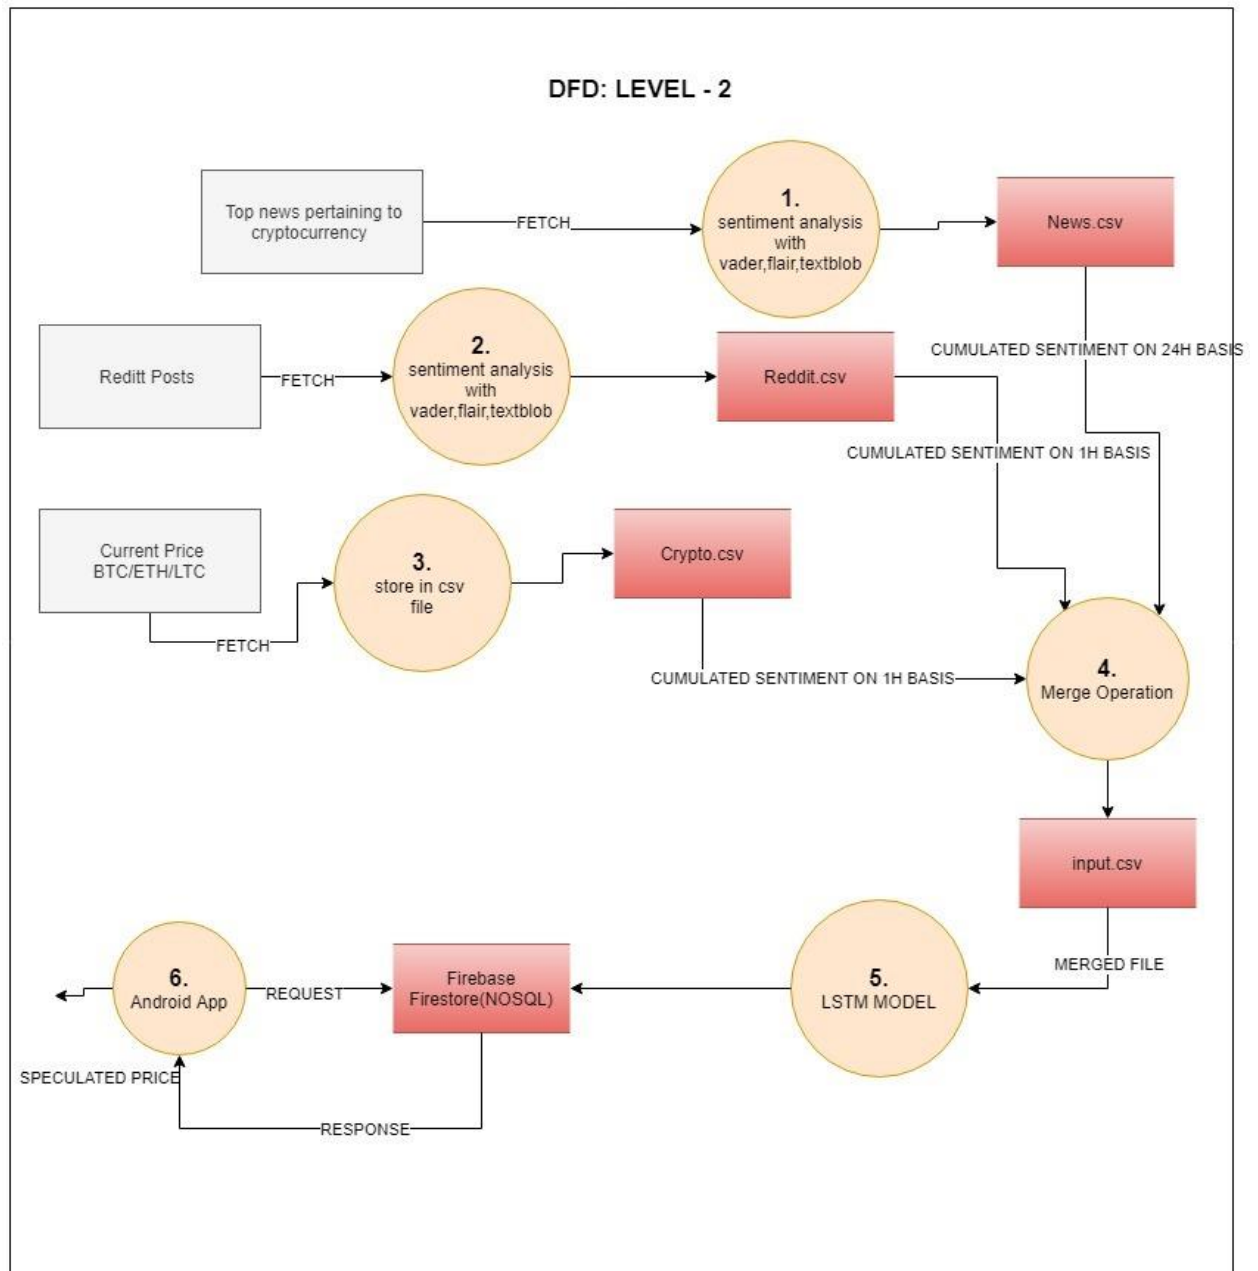 DFD: LEVEL - 2
Top news pertaining to
cryptocurrency
FETCH
1.
sentiment analysis
with
vader,flair,textblob
News.csv
CUMULATED SENTIMENT ON 24H BASIS
Reditt Posts
FETCH
2.
sentiment analysis
with
vader,flair,textblob
Reddit.csv
CUMULATED SENTIMENT ON 1H BASIS
Current Price
BTC/ETH/LTC
FETCH
3.
store in csv
file
Crypto.csv
CUMULATED SENTIMENT ON 1H BASIS
4.
Merge Operation
input.csv
MERGED FILE
5.
LSTM MODEL
Firebase
Firestore(NOSQL)
REQUEST
6.
Android App
SPECULATED PRICE
RESPONSE